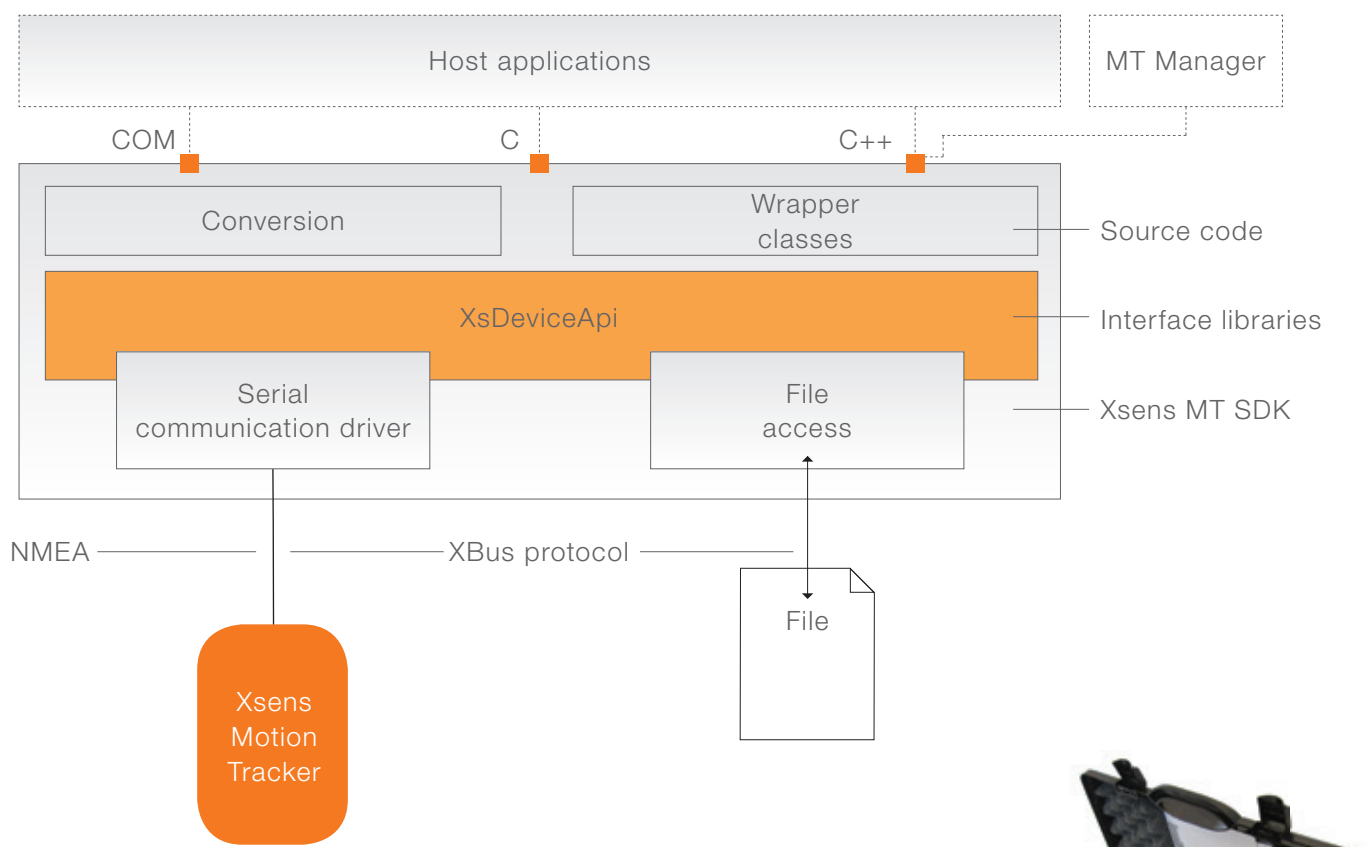 Host applications
MT Manager
COM
C
C++
Conversion
Wrapper
classes
Source code
XsDeviceApi
Interface libraries
Serial
communication driver
File
access
Xsens MT SDK
NMEA
XBus protocol
File
Xsens
Motion
Tracker